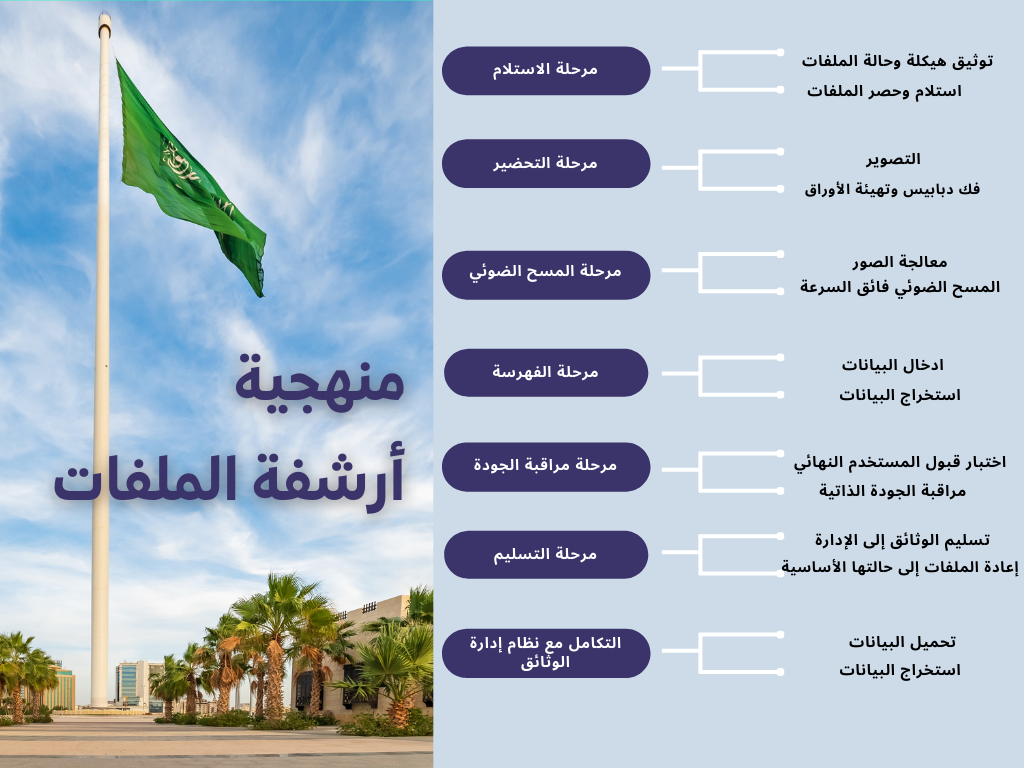 منهجية
أرشفة الملفات
مرحلة الاستلام
توثيق هيكلة وحالة الملفات
استلام وحصر الملفات
مرحلة التحضير
التصوير
فك دبابيس وتهيئة الأوراق
مرحلة المسح الضوئي
معالجة الصور
المسح الضوئي فائق السرعة
مرحلة الفهرسة
ادخال البيانات
استخراج البيانات
مرحلة مراقبة الجودة
اختبار قبول المستخدم النهائي
مراقبة الجودة الذاتية
مرحلة التسليم
تسليم الوثائق إلى الإدارة
إعادة الملفات إلى حالتها الأساسية
التكامل مع نظام إدارة
الوثائق
تحميل البيانات
استخراج البيانات